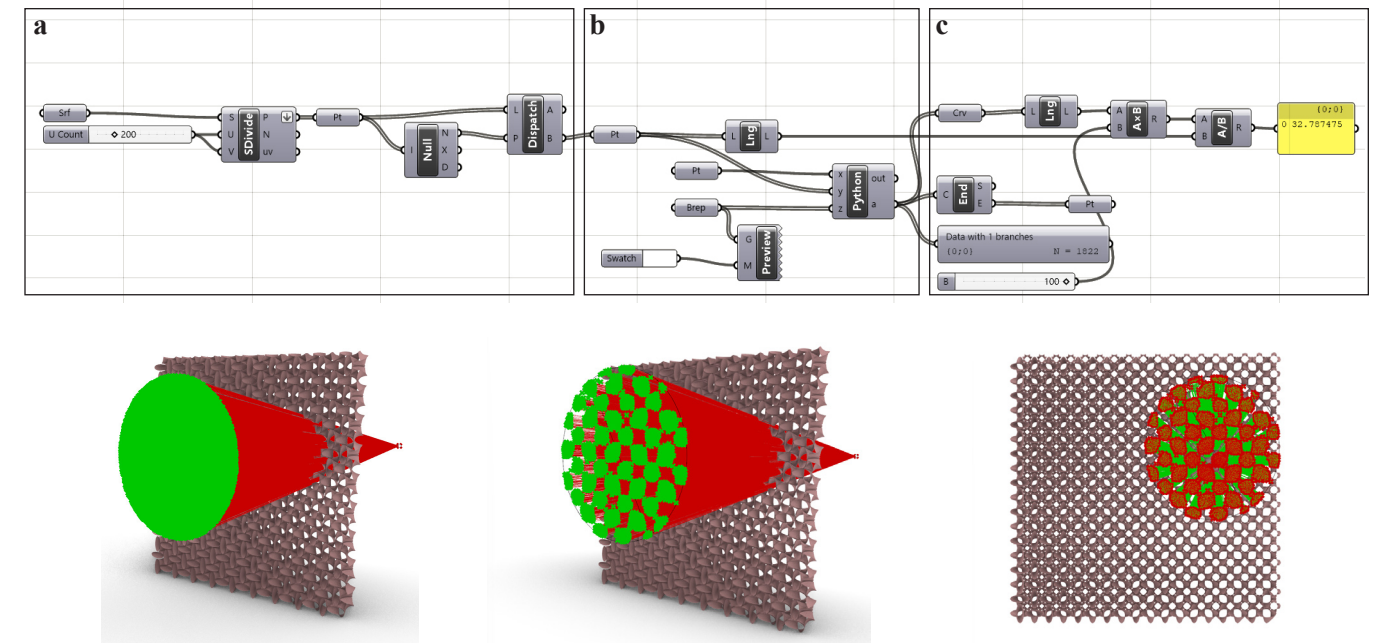 a
Srf
U Count
200
S
U
V
SDivide
P
N
uv
Pt
I
Null
N
X
D
L
P
Dispatch
A
B
b
Pt
L
Lng
L
Pt
Brep
x
y
z
Python
out
a
G
M
Preview
Swatch
c
Crv
L
Lng
L
A
B
A×B
R
A
B
A/B
R
{0;0}
0 32.787475
C
End
S
E
Pt
Data with 1 branches
{0;0} N = 1822
B
100